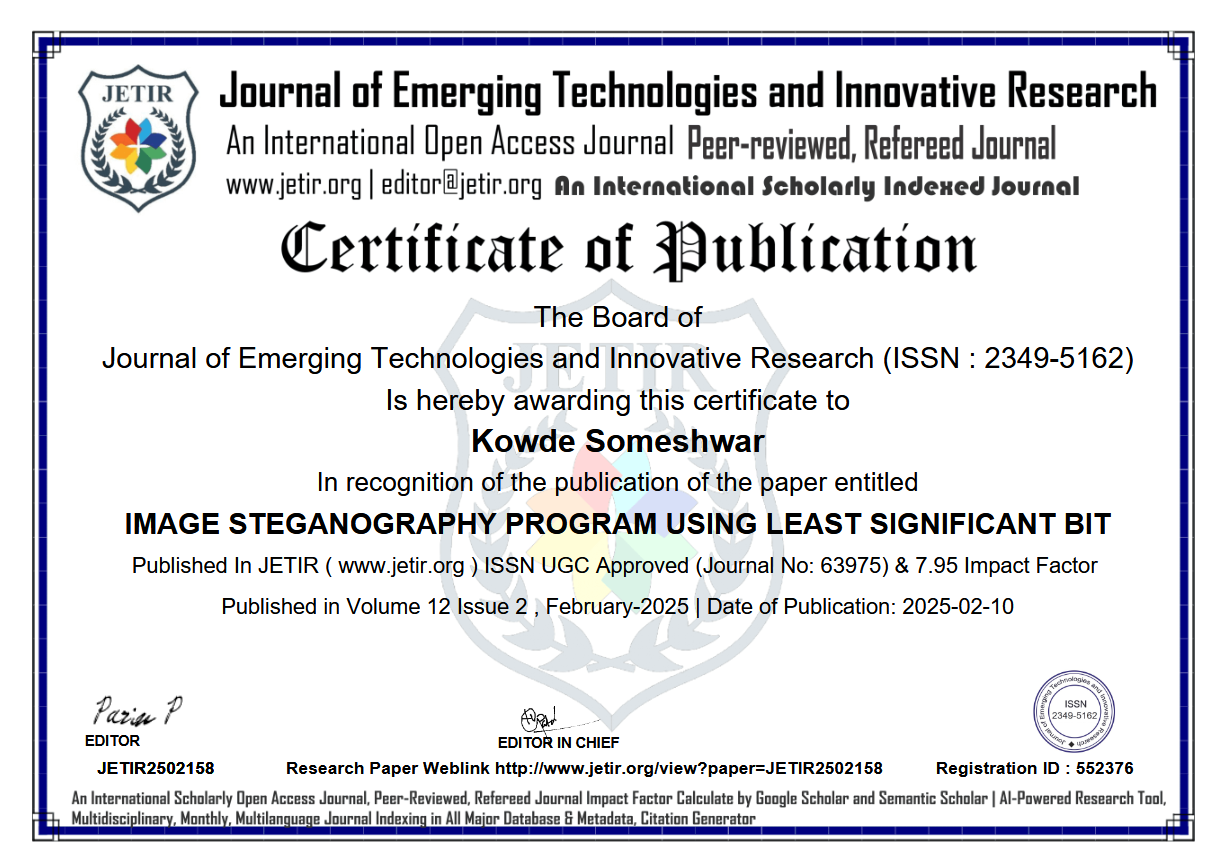 JETIR
Journal of Emerging Technologies and Innovative Research
An International Open Access Journal Peer-reviewed, Refereed Journal
www.jetir.org | editor@jetir.org An International Scholarly Indexed Journal
Certificate of Publication
JETIR
The Board of
Journal of Emerging Technologies and Innovative Research (ISSN : 2349-5162)
Is hereby awarding this certificate to
Kowde Someshwar
In recognition of the publication of the paper entitled
IMAGE STEGANOGRAPHY PROGRAM USING LEAST SIGNIFICANT BIT
Published In JETIR ( www.jetir.org ) ISSN UGC Approved (Journal No: 63975) & 7.95 Impact Factor
Published in Volume 12 Issue 2 , February-2025 | Date of Publication: 2025-02-10
EDITOR
EDITOR IN CHIEF
Journal of Emerging Technologies and Innovative Research
ISSN
2349-5162
JETIR2502158
Research Paper Weblink http://www.jetir.org/view?paper=JETIR2502158
Registration ID : 552376
An International Scholarly Open Access Journal, Peer-Reviewed, Refereed Journal Impact Factor Calculate by Google Scholar and Semantic Scholar | AI-Powered Research Tool,
Multidisciplinary, Monthly, Multilanguage Journal Indexing in All Major Database & Metadata, Citation Generator